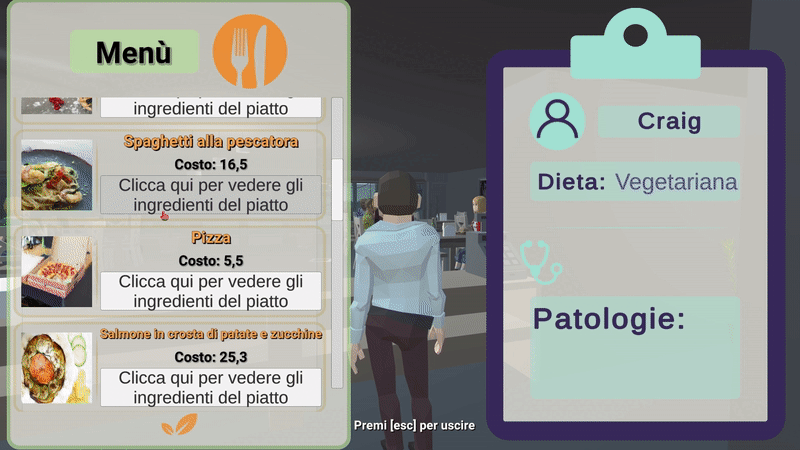 Menù
ingredienti del piatto
Spaghetti alla pescatora
Costo: 16,5
Clicca qui per vedere gli
ingredienti del piatto
Pizza
Costo: 5,5
Clicca qui per vedere gli
ingredienti del piatto
Salmone in crosta di patate e zucchine
Costo: 25,3
Clicca qui per vedere gli
ingredienti del piatto
Premi [esc] per uscire
Craig
Dieta: Vegetariana
Patologie: